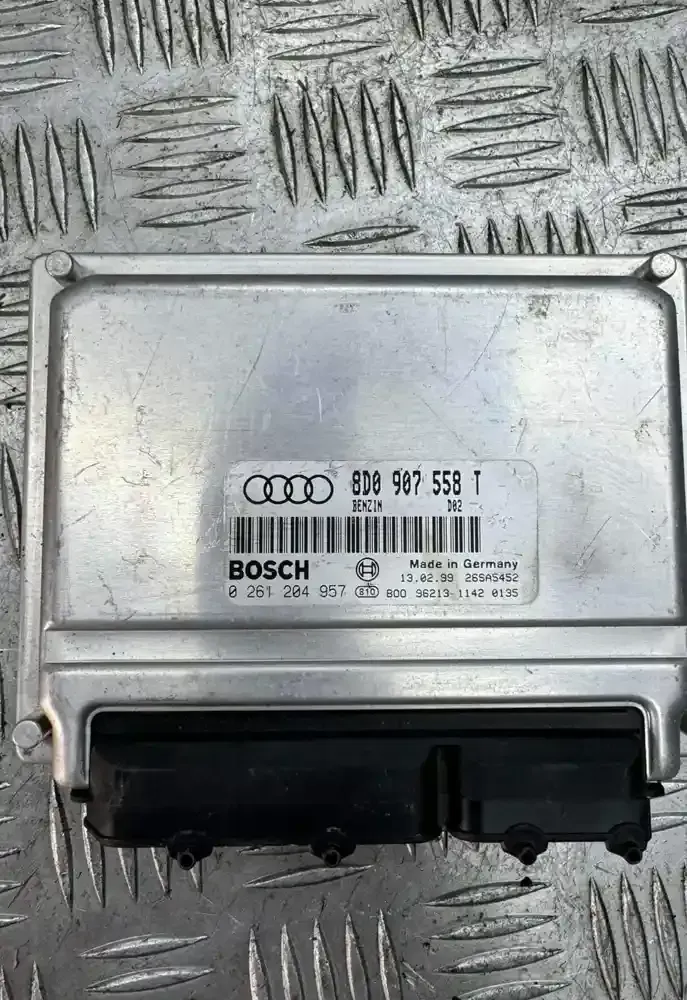 8D0 907 558 T
BENZIN D02
BOSCH Made in Germany
13.02.99 26SA5452
0 261 204 957 810 B00 96213-1142 0135